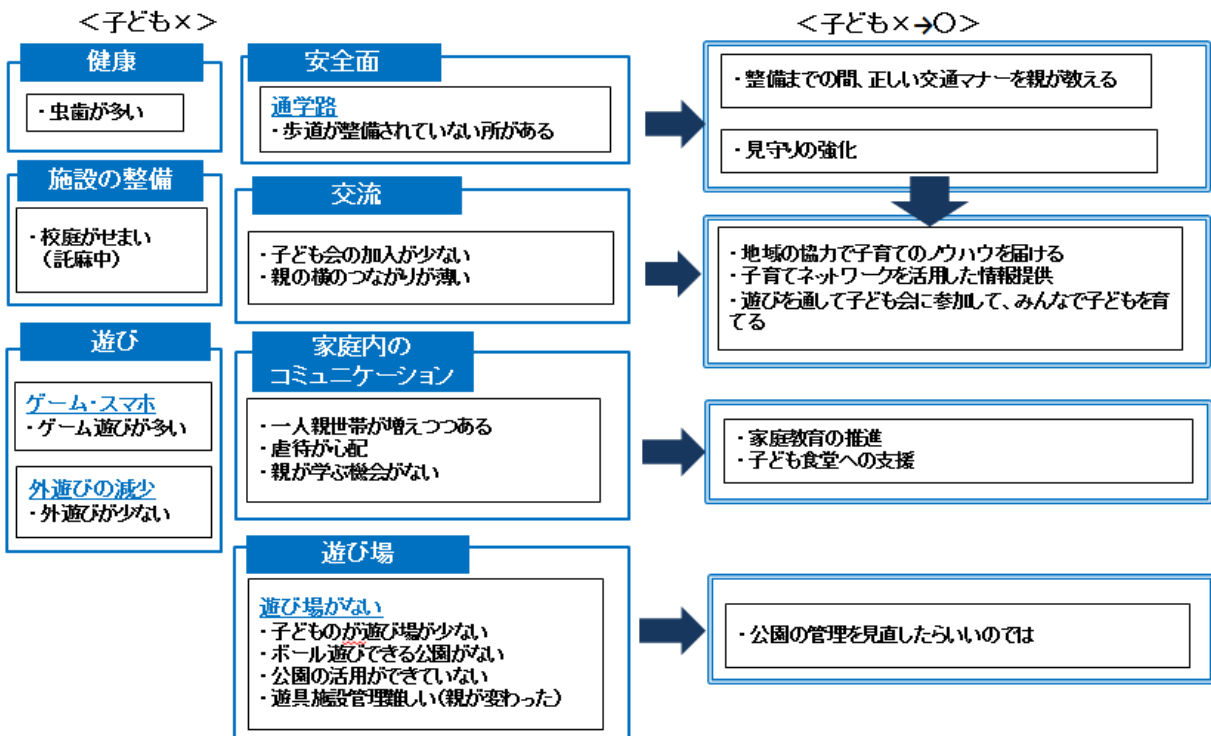 <子ども×>
健康
・虫歯が多い
施設の整備
・校庭がせまい
（託麻中）
遊び
ゲーム・スマホ
・ゲーム遊びが多い
外遊びの減少
・外遊びが少ない
安全面
通学路
・歩道が整備されていない所がある
交流
・子ども会の加入が少ない
・親の横のつながりが薄い
家庭内の
コミュニケーション
・一人親世帯が増えつつある
・虐待が心配
・親が学ぶ機会がない
遊び場
遊び場がない
・子どものが遊び場が少ない
・ボール遊びできる公園がない
・公園の活用ができていない
・遊具施設管理難しい（親が変わった）
<子ども×→〇>
・整備までの間、正しい交通マナーを親が教える
・見守りの強化
・地域の協力で子育てのノウハウを届ける
・子育てネットワークを活用した情報提供
・遊びを通して子ども会に参加して、みんなで子どもを育
てる
・家庭教育の推進
・子ども食堂への支援
・公園の管理を見直したらいいのでは